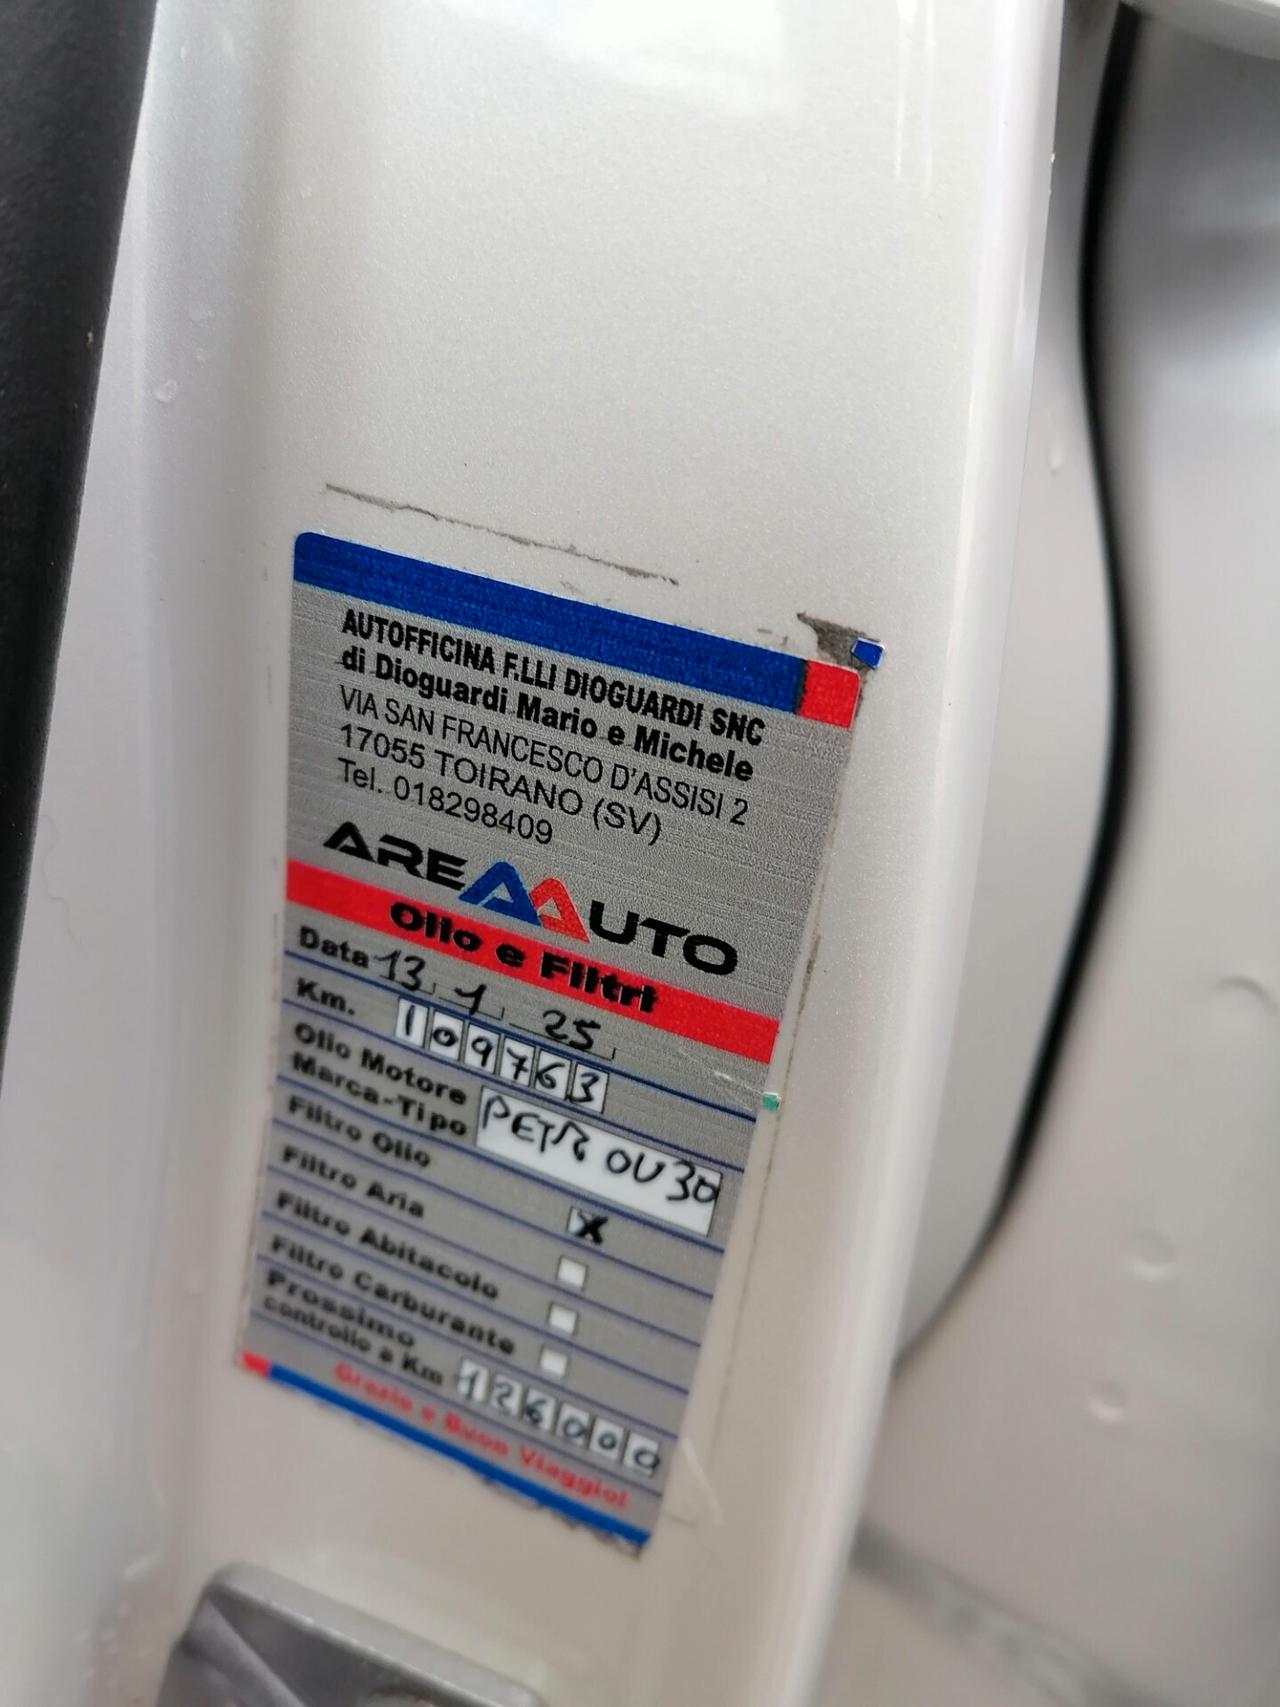 AUTOFFICINA F.LLI DIOGUARDI SNC
di Dioguardi Mario e Michele
VIA SAN FRANCESCO D'ASSISI 2
17055 TOIRANO (SV)
Tel. 018298409
AREAAUTO
Olio e Filtri
Data 13 1 25
Km. 109763
Olio Motore
Marca-Tipo PETR 0W30
Filtro Olio X
Filtro Aria
Filtro Abitacolo
Filtro Carburante
Prossimo
controllo a Km 126000
Grazie e Buon Viaggio!